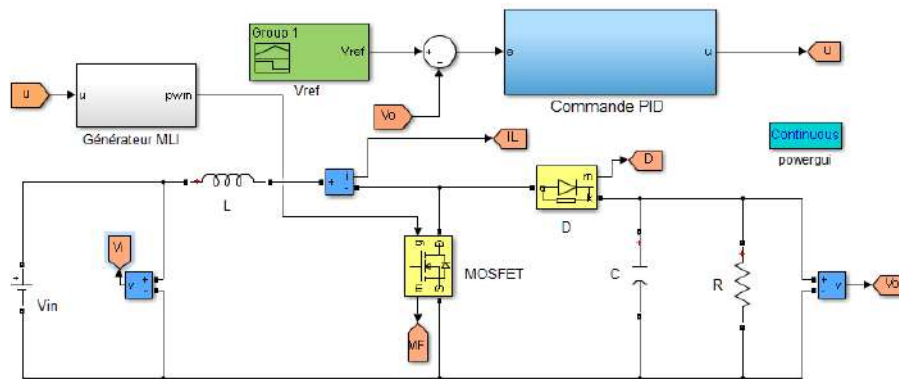 Group 1
Vref
Vref
+
-
e
u
Commande PID
U
u
u
pwm
Générateur MLI
Vo
Continuous
powergui
IL
D
+
i
-
L
a
m
k
D
Vin
Vi
v
+
-
g
D
m
S
MOSFET
MF
C
R
+
-
v
Vo